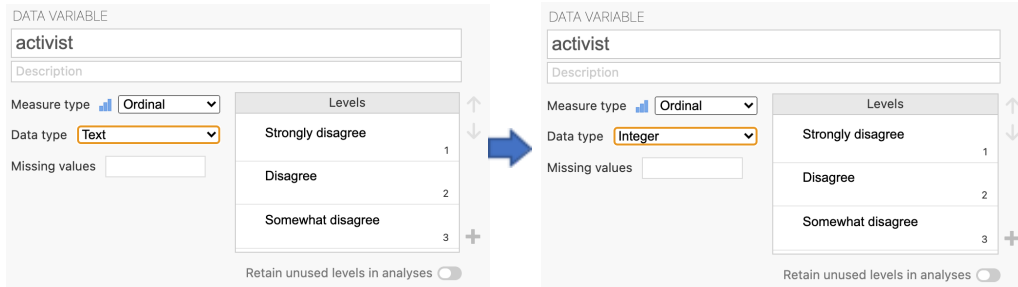 DATA VARIABLE
activist
Description
Measure type Ordinal
Data type Text
Missing values
Levels
Strongly disagree
1
Disagree
2
Somewhat disagree
3
Retain unused levels in analyses
DATA VARIABLE
activist
Description
Measure type Ordinal
Data type Integer
Missing values
Levels
Strongly disagree
1
Disagree
2
Somewhat disagree
3
Retain unused levels in analyses